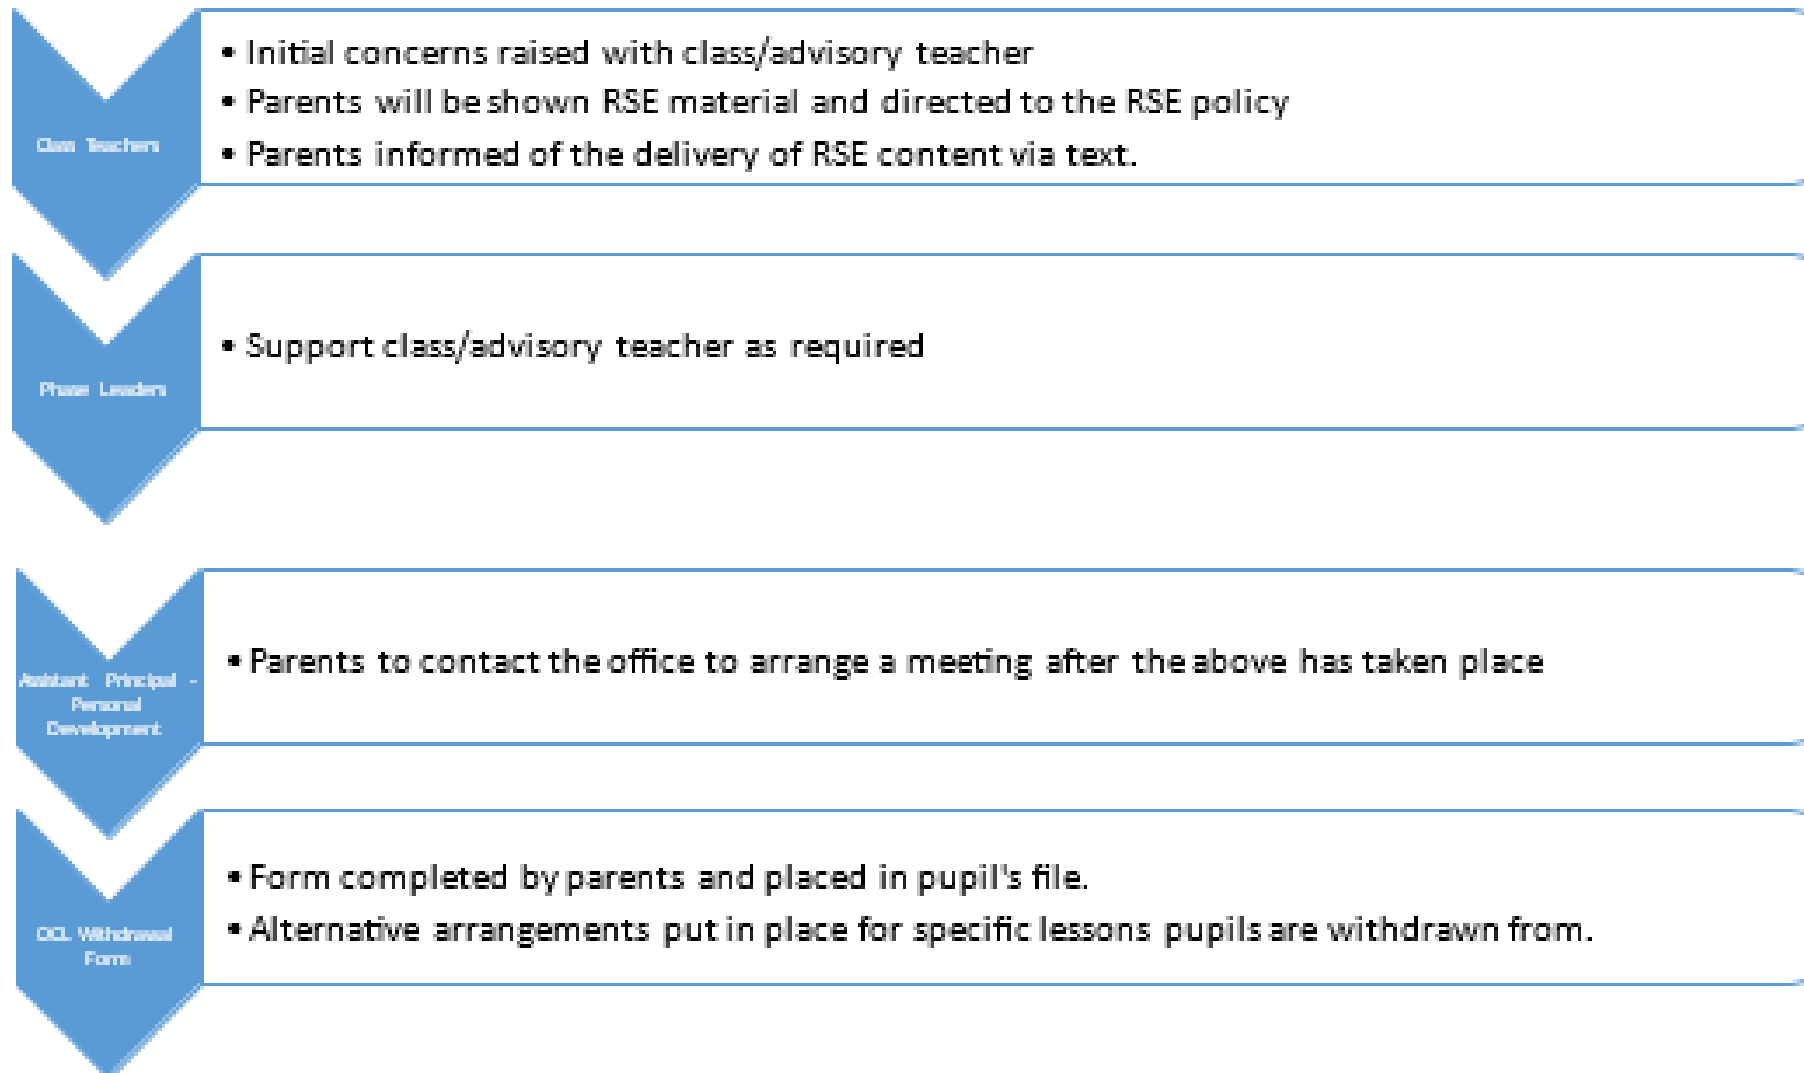 Class Teachers
• Initial concerns raised with class/advisory teacher
• Parents will be shown RSE material and directed to the RSE policy
• Parents informed of the delivery of RSE content via text.
Phase Leaders
• Support class/advisory teacher as required
Assistant Principal -
Personal
Development
• Parents to contact the office to arrange a meeting after the above has taken place
OCL Withdrawal
Form
• Form completed by parents and placed in pupil's file.
• Alternative arrangements put in place for specific lessons pupils are withdrawn from.